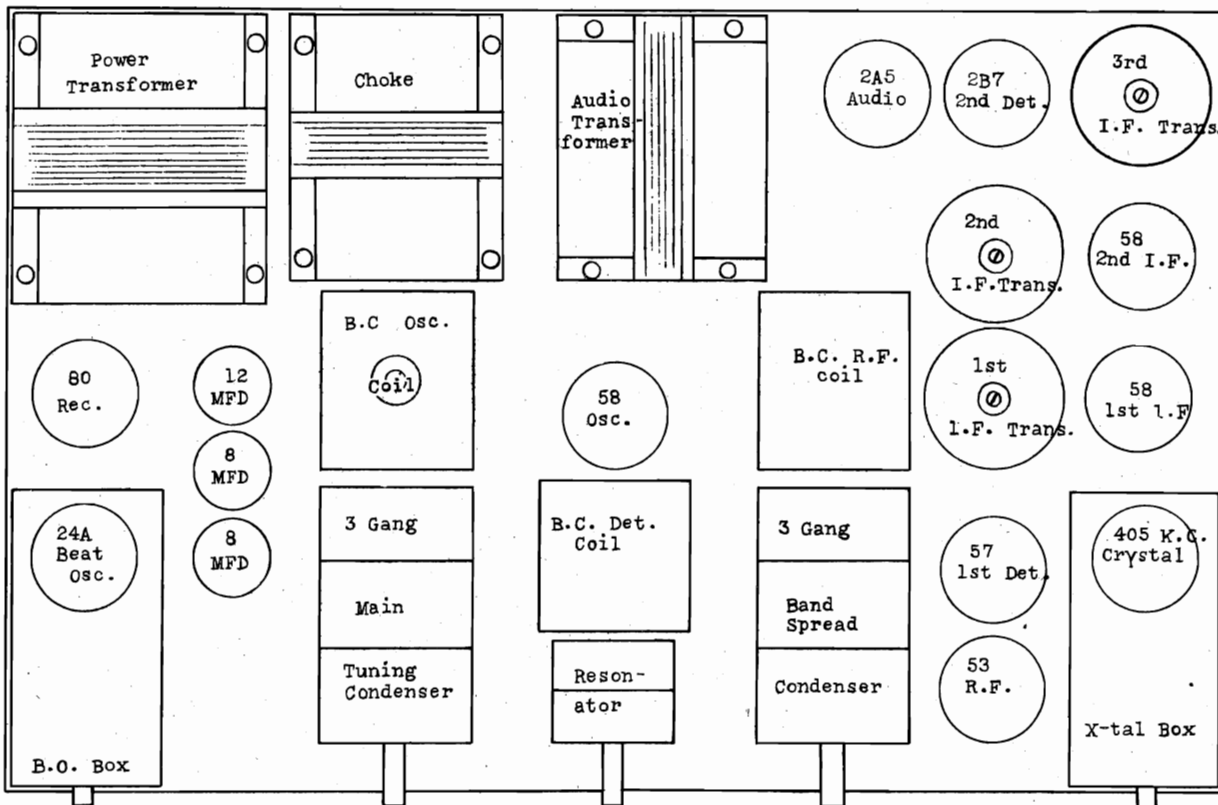 Power
Transformer
Choke
Audio
Trans-
former
2A5
Audio
2B7
2nd Det.
3rd
I.F. Trans.
2nd
I.F.Trans.
58
2nd I.F.
B.C Osc.
Coil
B.C. R.F.
coil
80
Rec.
12
MFD
58
Osc.
1st
I.F. Trans.
58
1st I.F
8
MFD
3 Gang
Main
Tuning
Condenser
B.C. Det.
Coil
3 Gang
Band
Spread
Condenser
24A
Beat
Osc.
8
MFD
57
1st Det.
405 K.C.
Crystal
Reson-
ator
53
R.F.
B.O. Box
X-tal Box